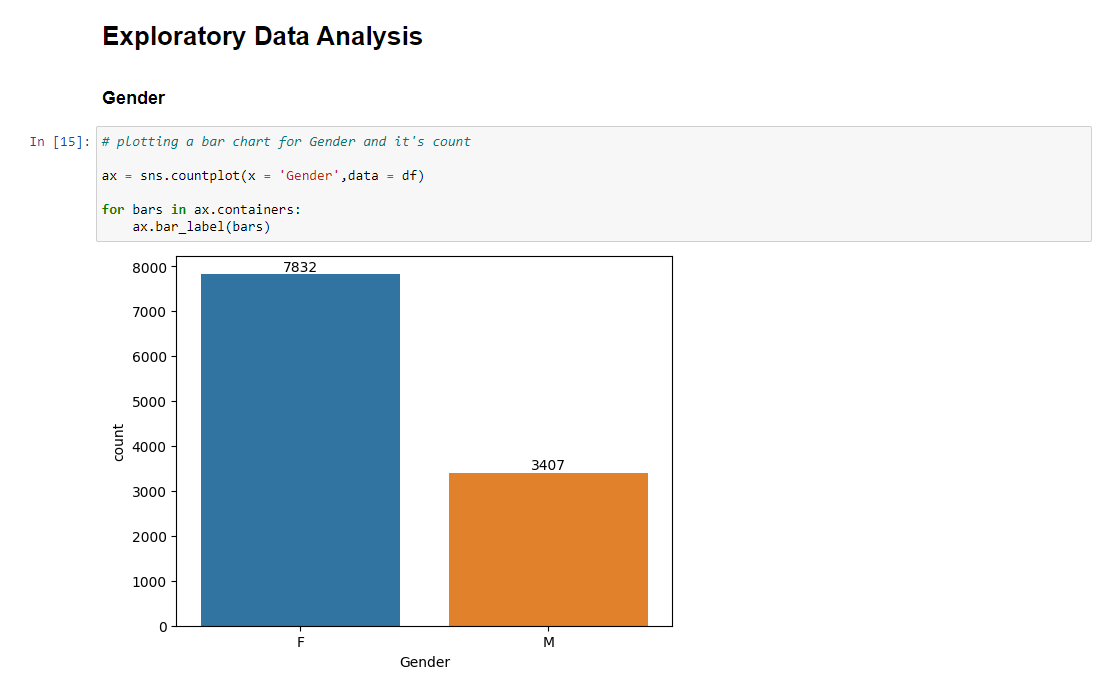 Exploratory Data Analysis
Gender
In [15]:
# plotting a bar chart for Gender and it's count
ax = sns.countplot(x = 'Gender',data = df)
for bars in ax.containers:
    ax.bar_label(bars)
8000
7000
6000
5000
4000
3000
2000
1000
0
count
7832
3407
F
M
Gender